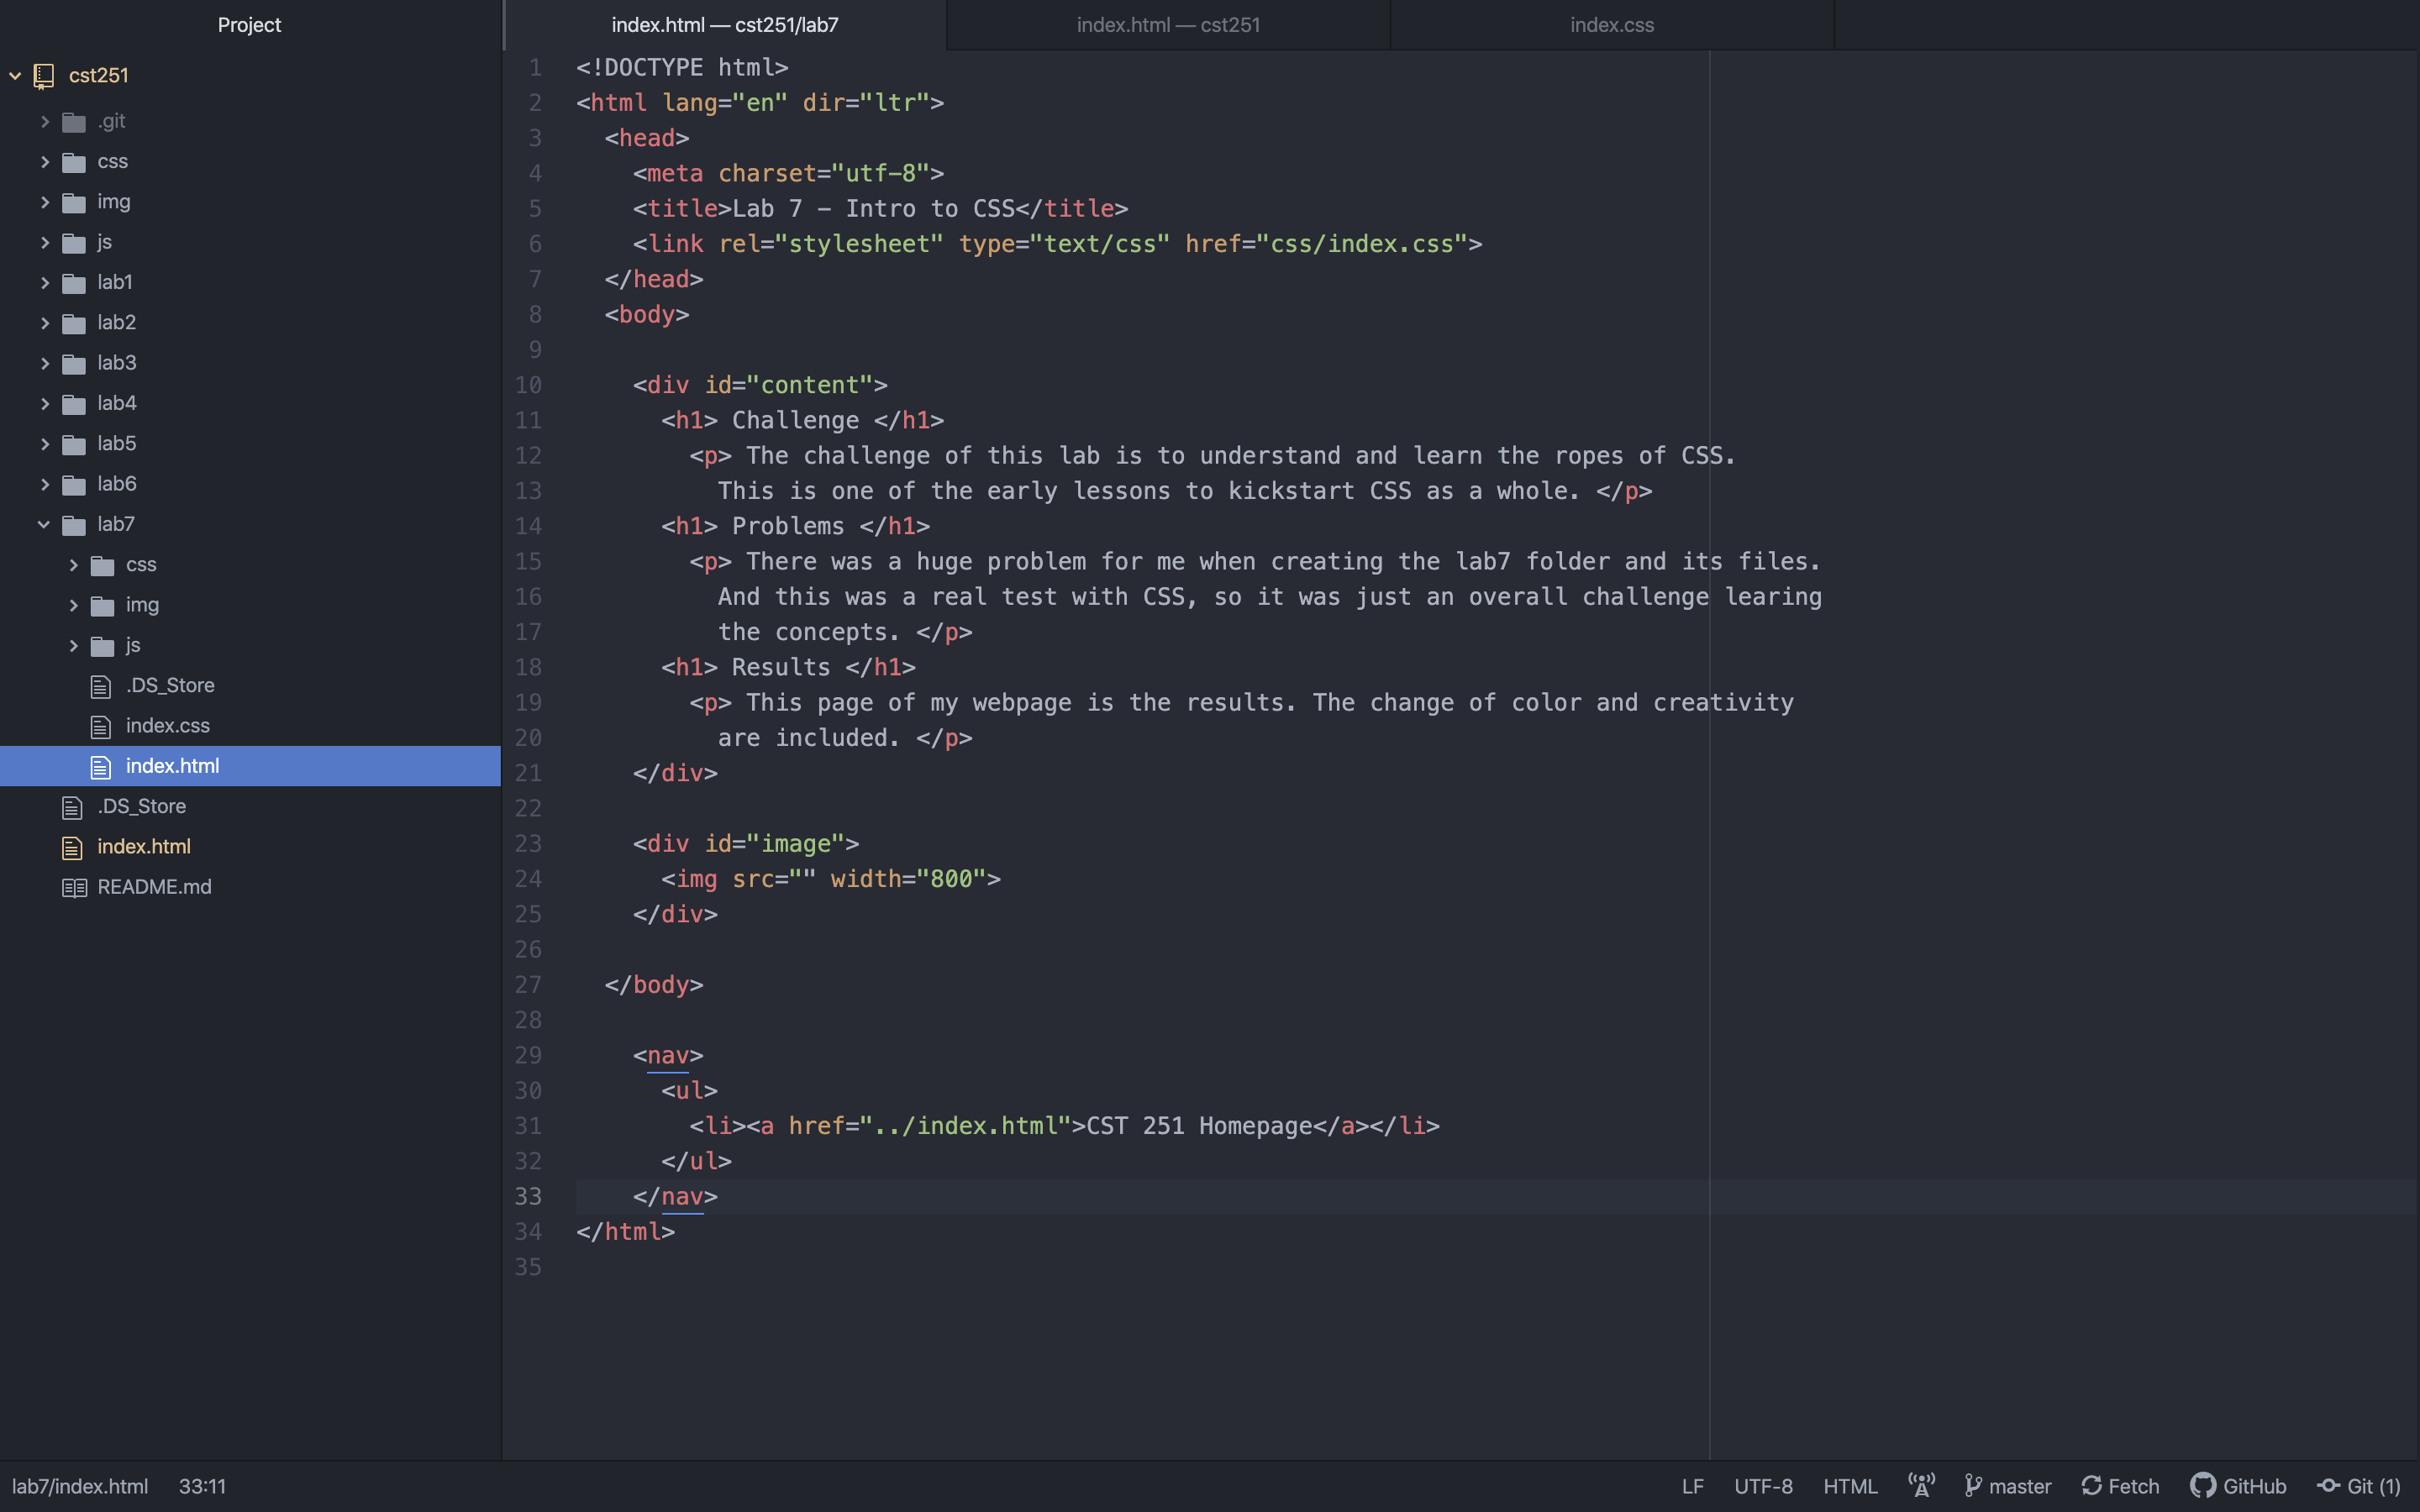 Project
cst251
.git
css
img
js
lab1
lab2
lab3
lab4
lab5
lab6
lab7
css
img
js
.DS_Store
index.css
index.html
.DS_Store
index.html
README.md
index.html — cst251/lab7
index.html — cst251
index.css
1 <!DOCTYPE html>
2 <html lang="en" dir="ltr">
3   <head>
4     <meta charset="utf-8">
5     <title>Lab 7 - Intro to CSS</title>
6     <link rel="stylesheet" type="text/css" href="css/index.css">
7   </head>
8   <body>
9
10     <div id="content">
11       <h1> Challenge </h1>
12         <p> The challenge of this lab is to understand and learn the ropes of CSS.
13           This is one of the early lessons to kickstart CSS as a whole. </p>
14       <h1> Problems </h1>
15         <p> There was a huge problem for me when creating the lab7 folder and its files.
16           And this was a real test with CSS, so it was just an overall challenge learing
17           the concepts. </p>
18       <h1> Results </h1>
19         <p> This page of my webpage is the results. The change of color and creativity
20           are included. </p>
21     </div>
22
23     <div id="image">
24       <img src="" width="800">
25     </div>
26
27   </body>
28
29     <nav>
30       <ul>
31         <li><a href="../index.html">CST 251 Homepage</a></li>
32       </ul>
33     </nav>
34 </html>
35
lab7/index.html 33:11
LF UTF-8 HTML master Fetch GitHub Git (1)